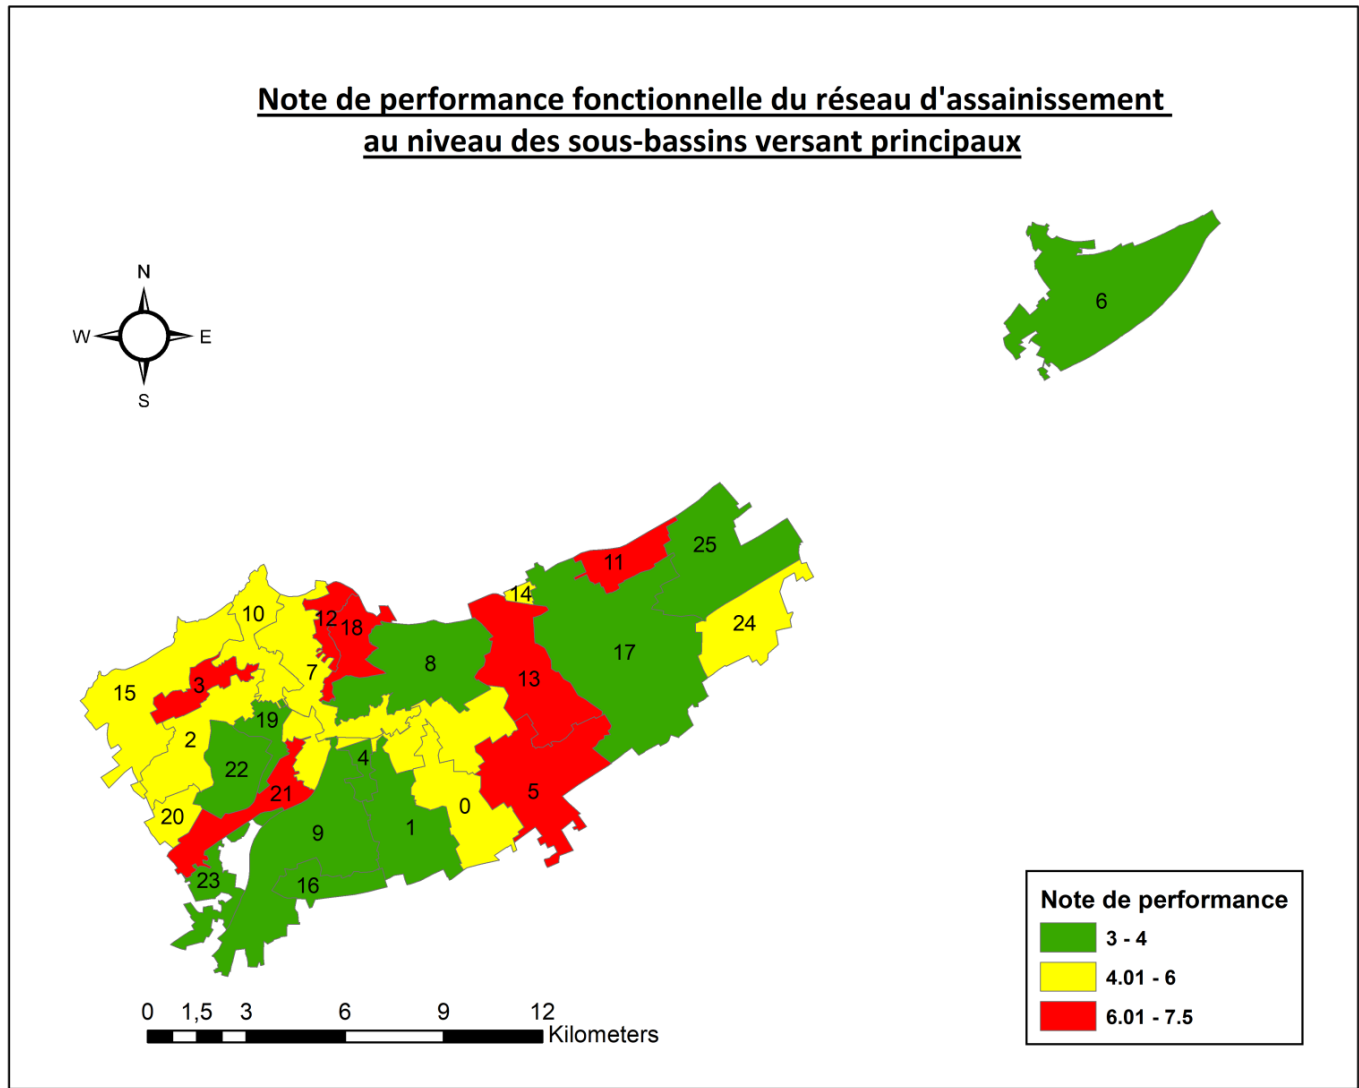 Note de performance fonctionnelle du réseau d'assainissement
au niveau des sous-bassins versant principaux
N
W E
S
6
25
11
14
10
12
18
24
7
8
17
3
13
15
19
2
4
22
21
5
0
20
1
9
23
16
Note de performance
3 - 4
4.01 - 6
6.01 - 7.5
0 1,5 3 6 9 12
Kilometers